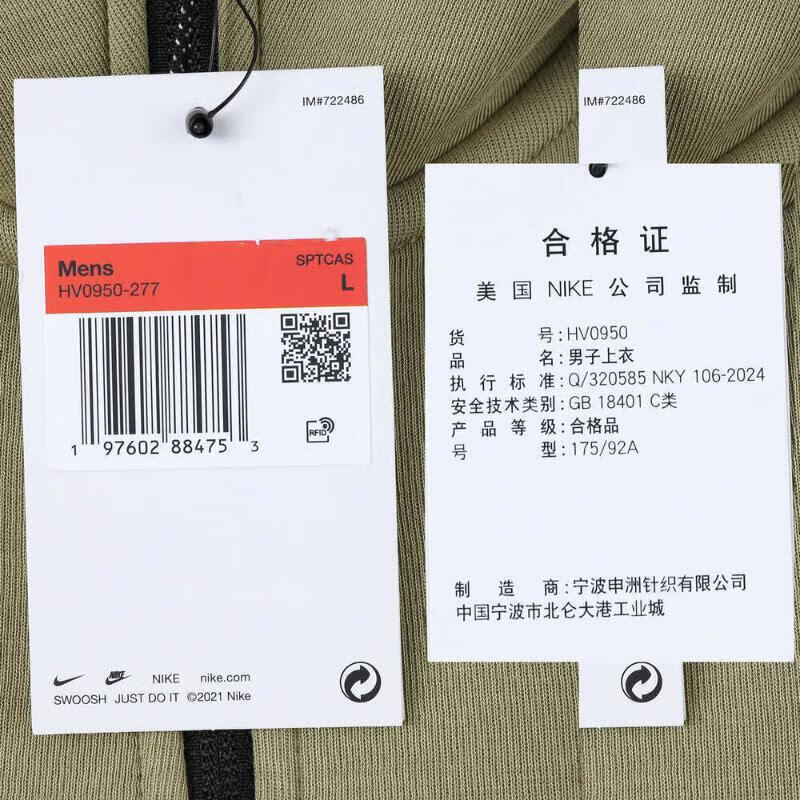 IM#722486
Mens
SPTCAS
HV0950-277
L
1 97602 88475 3
RFID
NIKE nike.com
SWOOSH JUST DO IT ©2021 Nike
IM#722486
合格证
美国 NIKE 公司监制
货号:HV0950
品名:男子上衣
执行标准:Q/320585 NKY 106-2024
安全技术类别:GB 18401 C类
产品等级:合格品
号型:175/92A
制造商:宁波申洲针织有限公司
中国宁波市北仑大港工业城